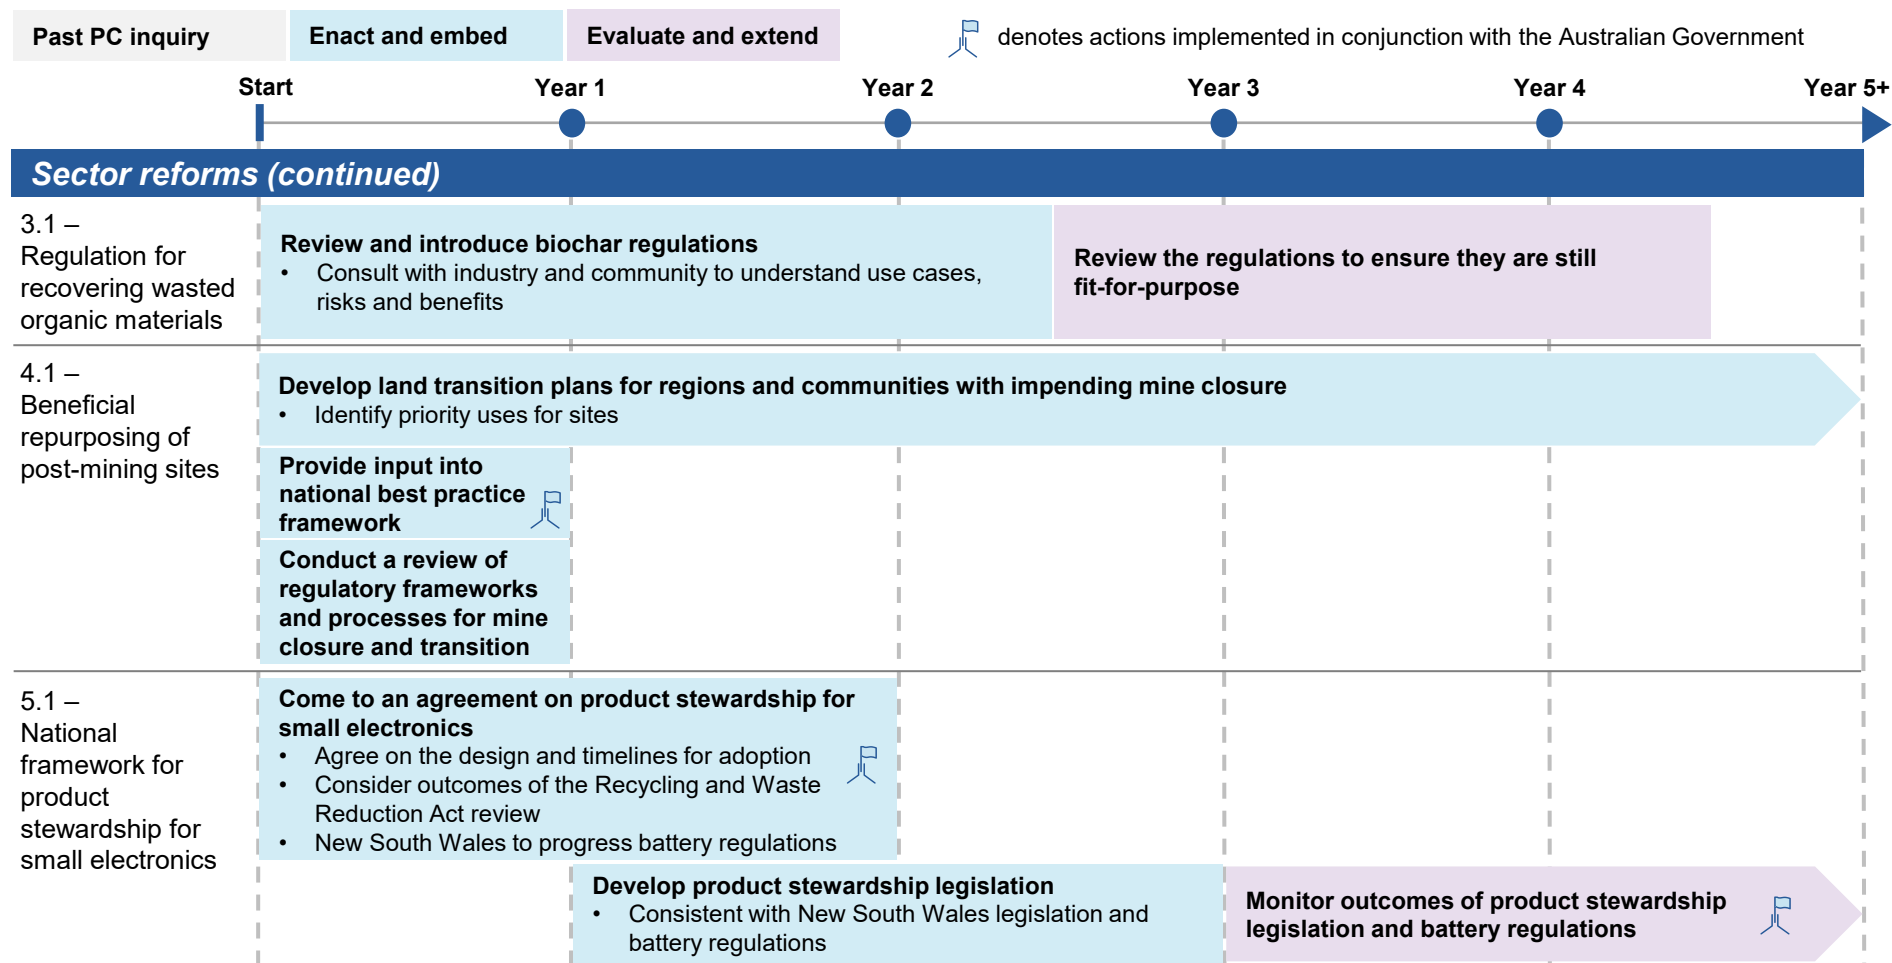 Past PC inquiry
Enact and embed
Evaluate and extend
denotes actions implemented in conjunction with the Australian Government
Start
Year 1
Year 2
Year 3
Year 4
Year 5+
Sector reforms (continued)
3.1 –
Regulation for
recovering wasted
organic materials
Review and introduce biochar regulations
• Consult with industry and community to understand use cases,
risks and benefits
Review the regulations to ensure they are still
fit-for-purpose
4.1 –
Beneficial
repurposing of
post-mining sites
Develop land transition plans for regions and communities with impending mine closure
• Identify priority uses for sites
Provide input into
national best practice
framework
Conduct a review of
regulatory frameworks
and processes for mine
closure and transition
5.1 –
National
framework for
product
stewardship for
small electronics
Come to an agreement on product stewardship for
small electronics
• Agree on the design and timelines for adoption
• Consider outcomes of the Recycling and Waste
Reduction Act review
• New South Wales to progress battery regulations
Develop product stewardship legislation
• Consistent with New South Wales legislation and
battery regulations
Monitor outcomes of product stewardship
legislation and battery regulations